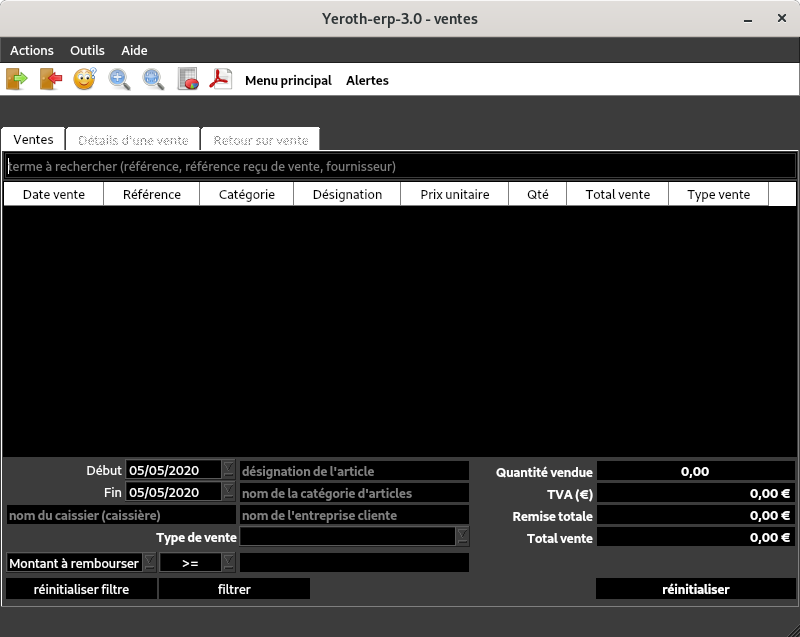 Yeroth-erp-3.0 - ventes
Actions Outils Aide
Menu principal Alertes
Ventes Détails d'une vente Retour sur vente
terme à rechercher (référence, référence reçu de vente, fournisseur)
Date vente Référence Catégorie Désignation Prix unitaire Qté Total vente Type vente
Début 05/05/2020 désignation de l'article Quantité vendue 0,00
Fin 05/05/2020 nom de la catégorie d'articles TVA (€) 0,00 €
nom du caissier (caissière) nom de l'entreprise cliente Remise totale 0,00 €
Type de vente Total vente 0,00 €
Montant à rembourser >=
réinitialiser filtre filtrer réinitialiser